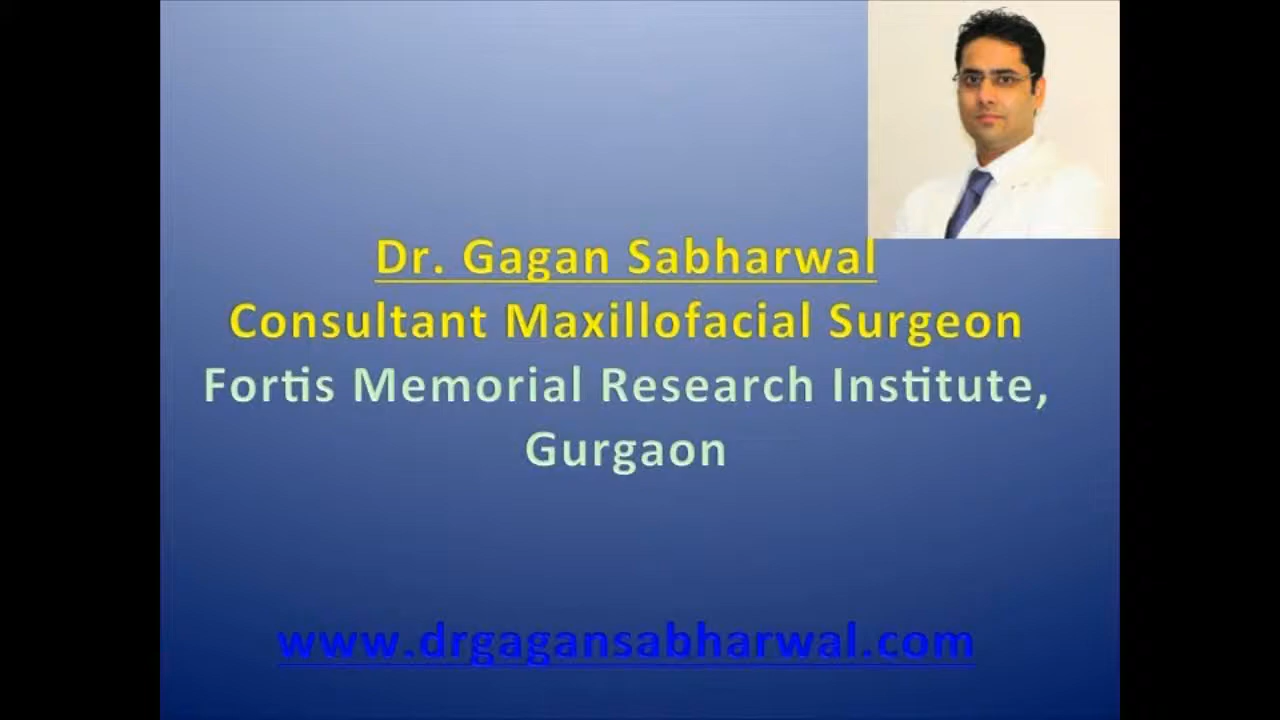 Dr. Gagan Sabharwal
Consultant Maxillofacial Surgeon
Fortis Memorial Research Institute,
Gurgaon
www.drgagansabharwal.com